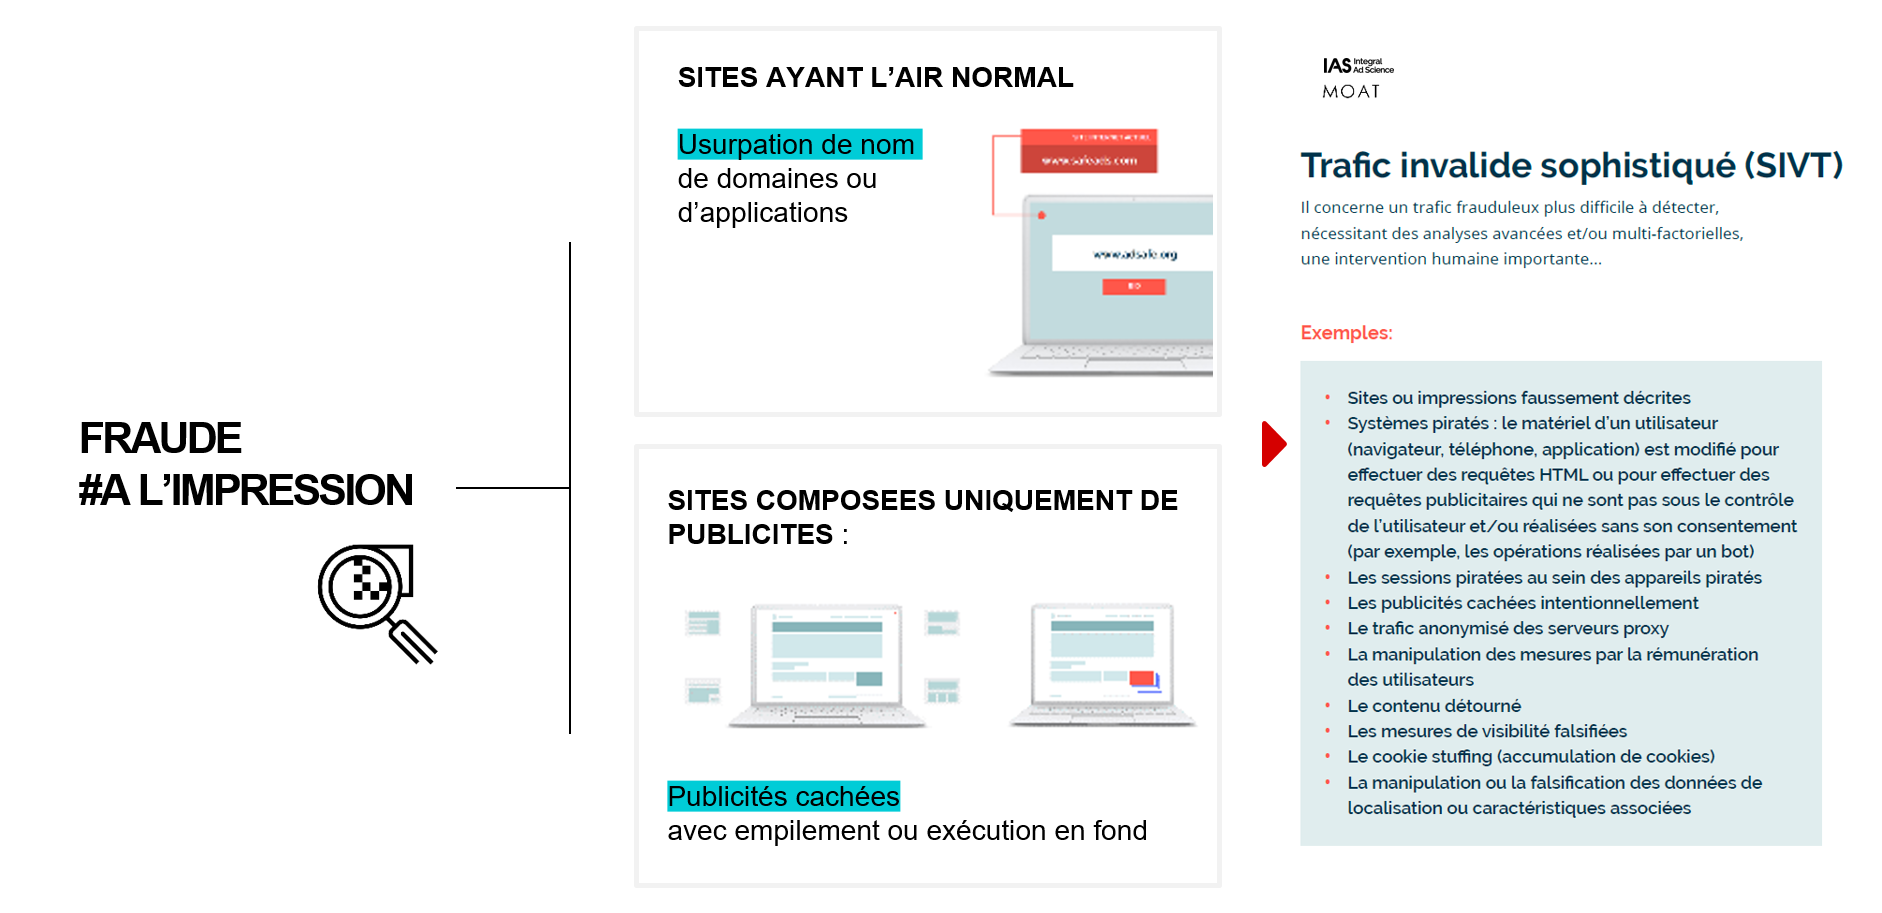 FRAUDE
#A L’IMPRESSION
SITES AYANT L’AIR NORMAL
Usurpation de nom
de domaines ou
d’applications
www.safeads.com
www.adsafe.org
BID
SITES COMPOSEES UNIQUEMENT DE
PUBLICITES :
Publicités cachées
avec empilement ou exécution en fond
IAS Integral
Ad Science
MOAT
Trafic invalide sophistiqué (SIVT)
Il concerne un trafic frauduleux plus difficile à détecter,
nécessitant des analyses avancées et/ou multi-factorielles,
une intervention humaine importante...
Exemples:
• Sites ou impressions faussement décrites
• Systèmes piratés : le matériel d’un utilisateur
(navigateur, téléphone, application) est modifié pour
effectuer des requêtes HTML ou pour effectuer des
requêtes publicitaires qui ne sont pas sous le contrôle
de l’utilisateur et/ou réalisées sans son consentement
(par exemple, les opérations réalisées par un bot)
• Les sessions piratées au sein des appareils piratés
• Les publicités cachées intentionnellement
• Le trafic anonymisé des serveurs proxy
• La manipulation des mesures par la rémunération
des utilisateurs
• Le contenu détourné
• Les mesures de visibilité falsifiées
• Le cookie stuffing (accumulation de cookies)
• La manipulation ou la falsification des données de
localisation ou caractéristiques associées